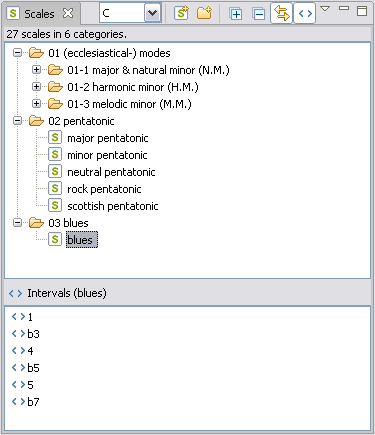 Scales C
27 scales in 6 categories.
01 (ecclesiastical-) modes
01-1 major & natural minor (N.M.)
01-2 harmonic minor (H.M.)
01-3 melodic minor (M.M.)
02 pentatonic
S major pentatonic
S minor pentatonic
S neutral pentatonic
S rock pentatonic
S scottish pentatonic
03 blues
S blues
Intervals (blues)
1
b3
4
b5
5
b7